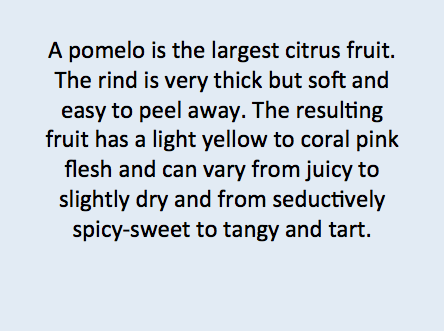 A pomelo is the largest citrus fruit.
The rind is very thick but soft and
easy to peel away. The resulting
fruit has a light yellow to coral pink
flesh and can vary from juicy to
slightly dry and from seductively
spicy-sweet to tangy and tart.